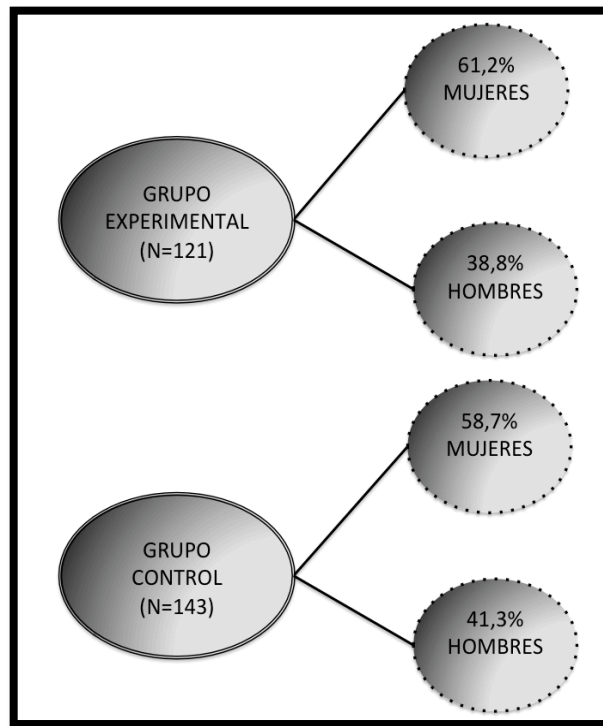 61,2%
MUJERES
GRUPO
EXPERIMENTAL
(N=121)
38,8%
HOMBRES
58,7%
MUJERES
GRUPO
CONTROL
(N=143)
41,3%
HOMBRES